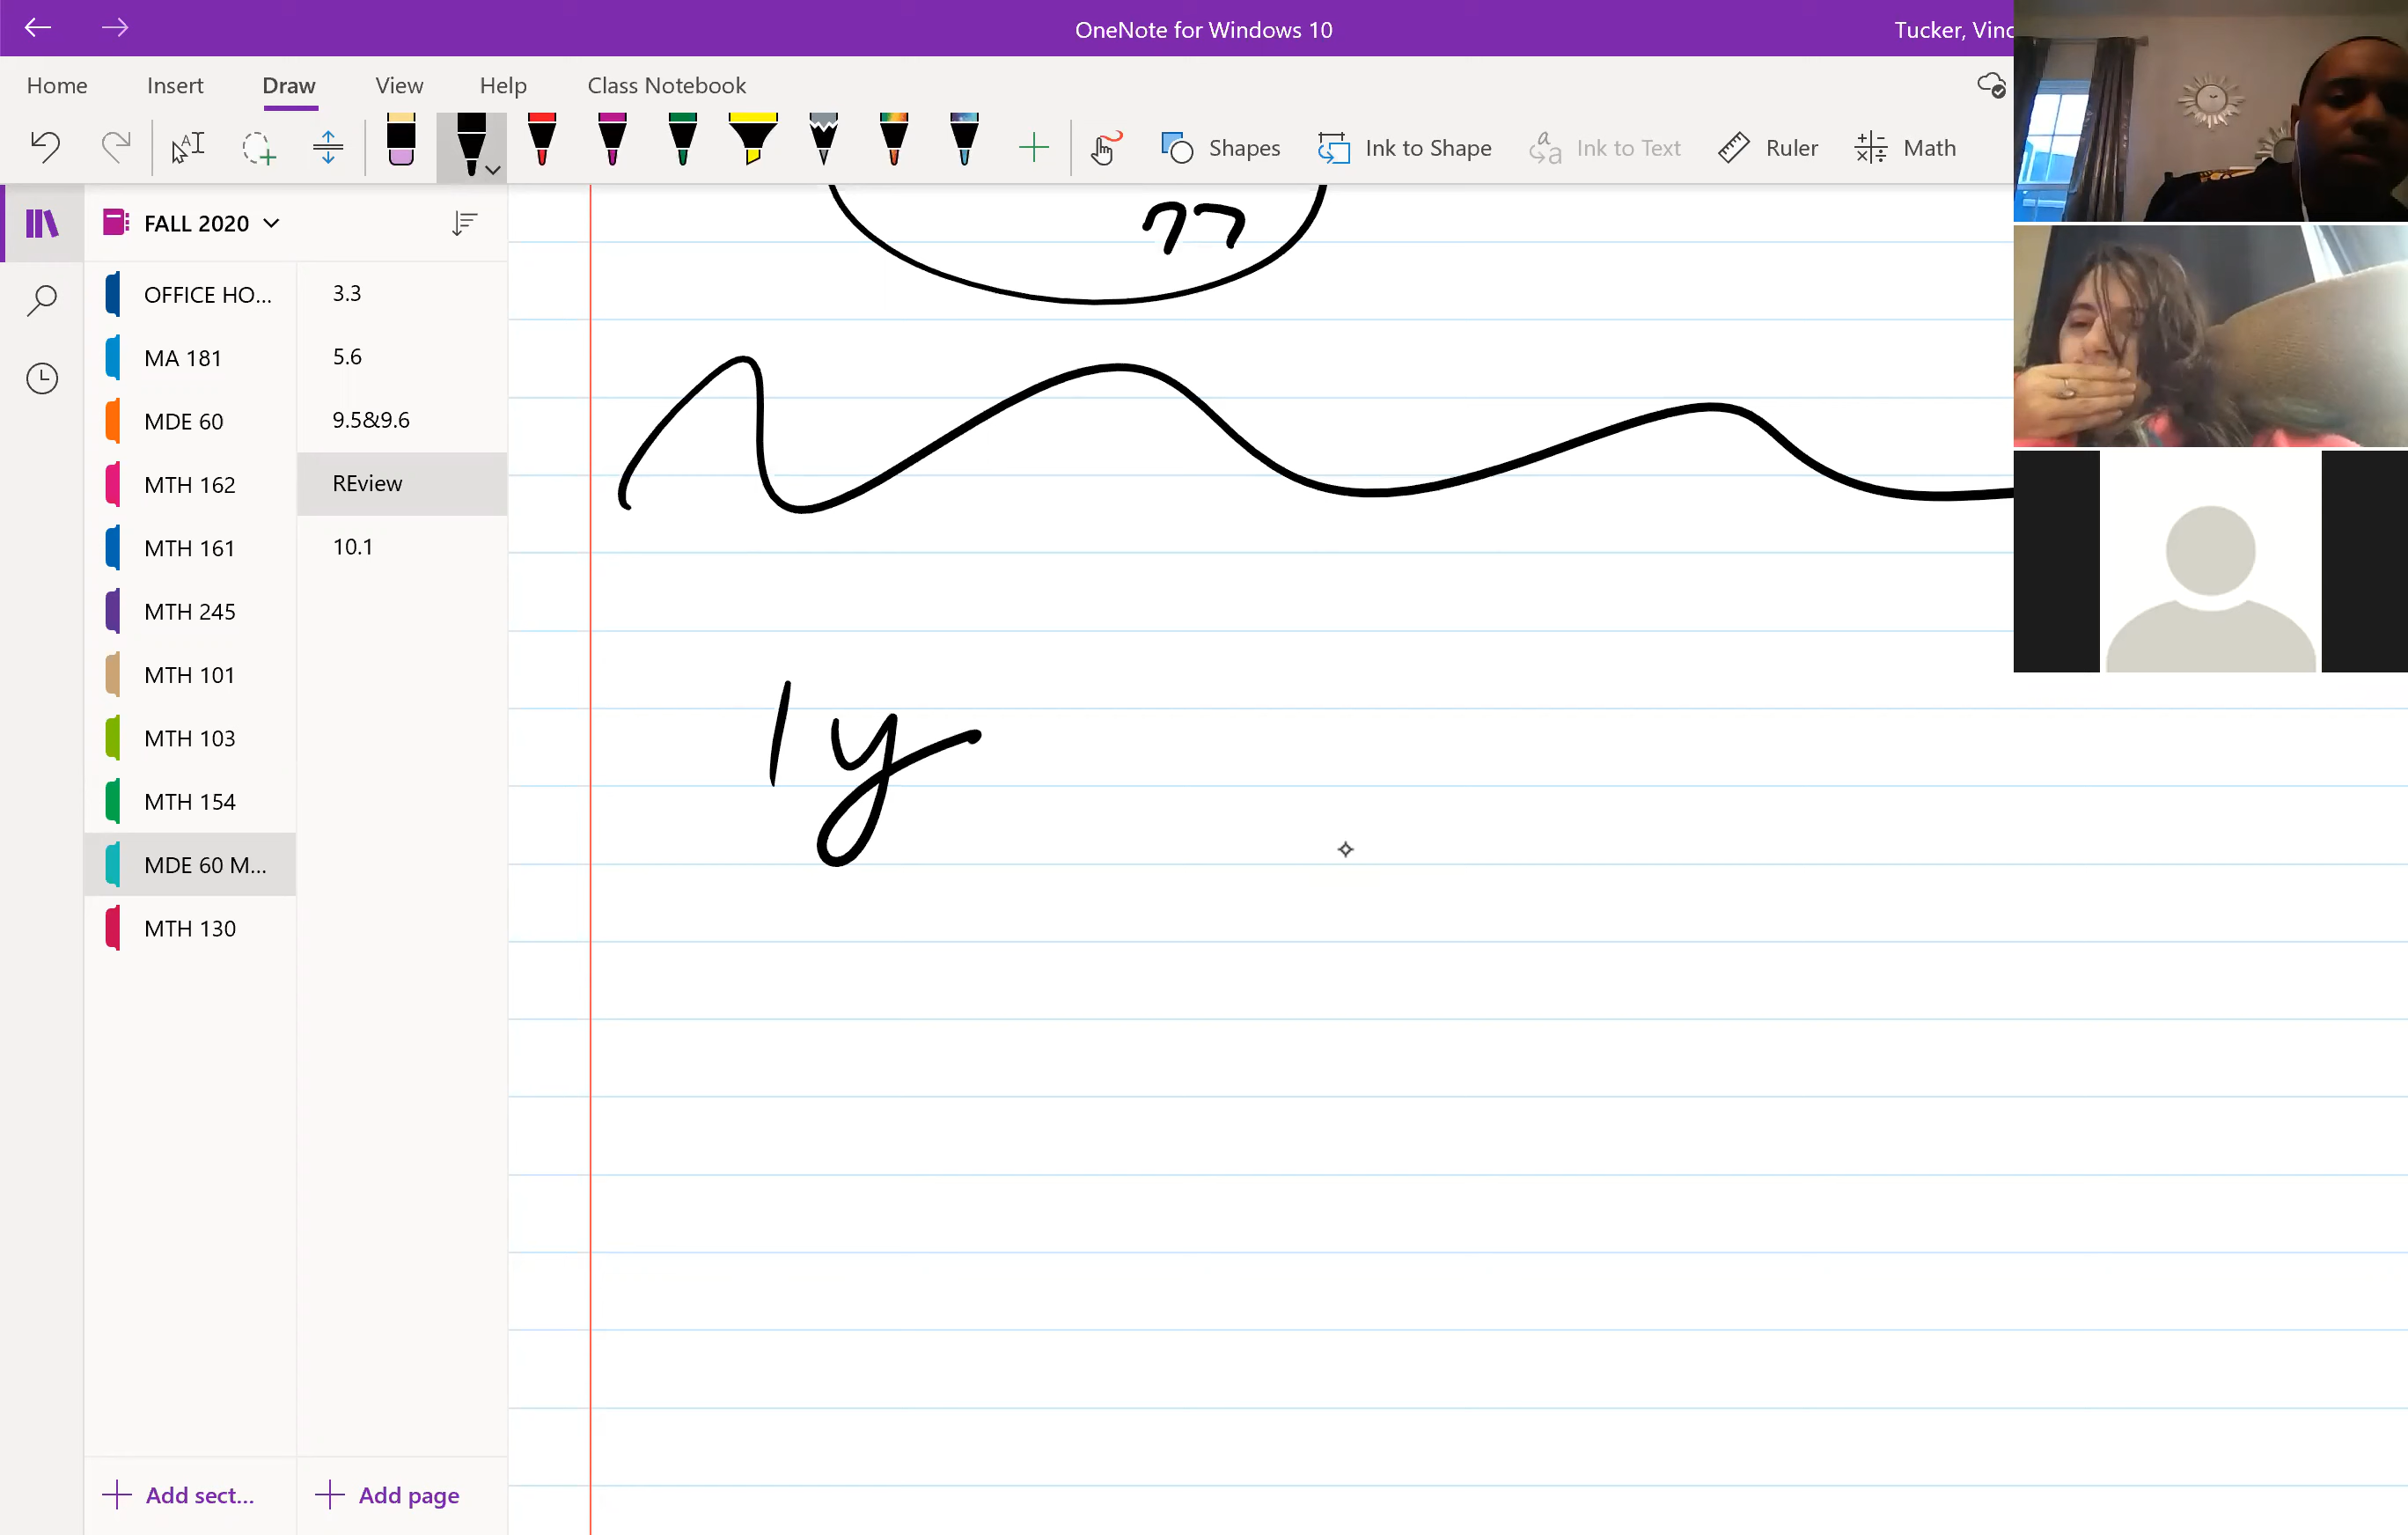 OneNote for Windows 10 Tucker, Vinc
Home Insert Draw View Help Class Notebook
Shapes Ink to Shape Ink to Text Ruler Math
FALL 2020
OFFICE HO...
MA 181
MDE 60
MTH 162
MTH 161
MTH 245
MTH 101
MTH 103
MTH 154
MDE 60 M...
MTH 130
Add sect...
3.3
5.6
9.5&9.6
REview
10.1
Add page
77
1y